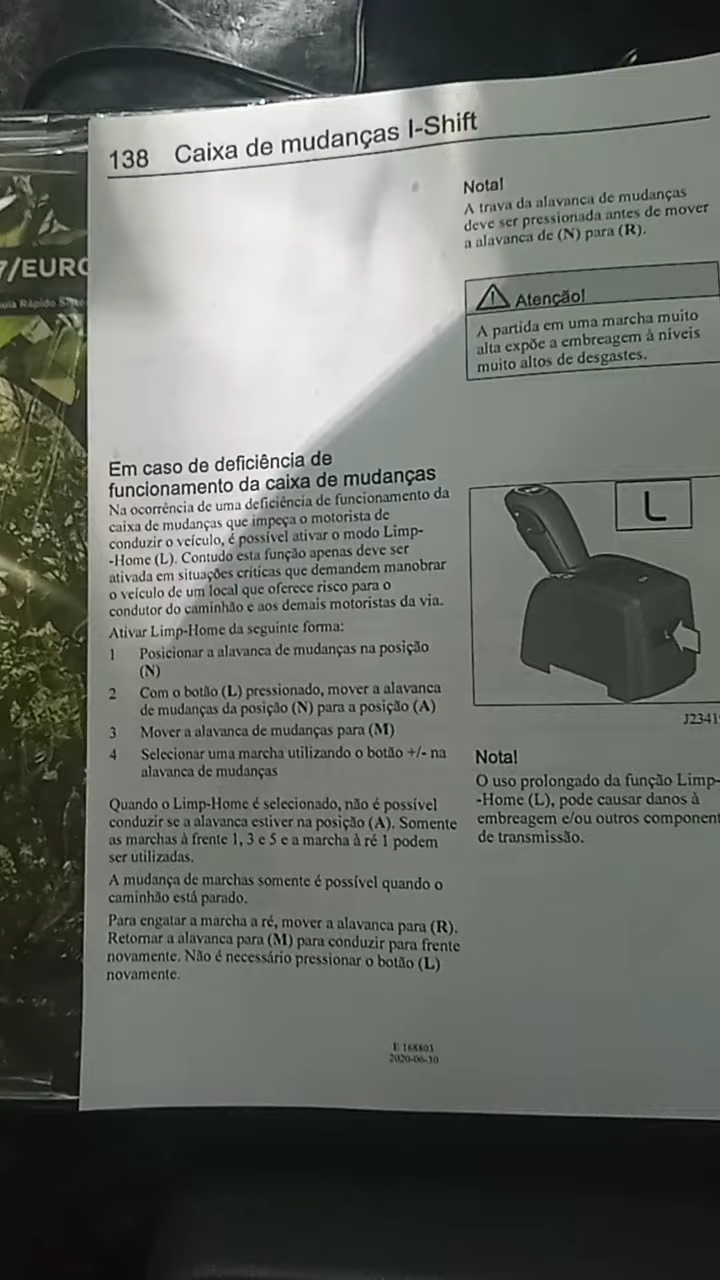 138 Caixa de mudanças I-Shift
7/EURO
Guia Rápido
Em caso de deficiência de
funcionamento da caixa de mudanças
Na ocorrência de uma deficiência de funcionamento da
caixa de mudanças que impeça o motorista de
conduzir o veículo, é possível ativar o modo Limp-
-Home (L). Contudo esta função apenas deve ser
ativada em situações críticas que demandem manobrar
o veículo de um local que oferece risco para o
condutor do caminhão e aos demais motoristas da via.
Ativar Limp-Home da seguinte forma:
1 Posicionar a alavanca de mudanças na posição
(N)
2 Com o botão (L) pressionado, mover a alavanca
de mudanças da posição (N) para a posição (A)
3 Mover a alavanca de mudanças para (M)
4 Selecionar uma marcha utilizando o botão +/- na
alavanca de mudanças
Quando o Limp-Home é selecionado, não é possível
conduzir se a alavanca estiver na posição (A). Somente
as marchas à frente 1, 3 e 5 e a marcha à ré 1 podem
ser utilizadas.
A mudança de marchas somente é possível quando o
caminhão está parado.
Para engatar a marcha a ré, mover a alavanca para (R).
Retornar a alavanca para (M) para conduzir para frente
novamente. Não é necessário pressionar o botão (L)
novamente.
Nota!
A trava da alavanca de mudanças
deve ser pressionada antes de mover
a alavanca de (N) para (R).
Atenção!
A partida em uma marcha muito
alta expõe a embreagem à níveis
muito altos de desgastes.
L
J2341
Nota!
O uso prolongado da função Limp-
-Home (L), pode causar danos à
embreagem e/ou outros component
de transmissão.
E 168801
2020-06-10